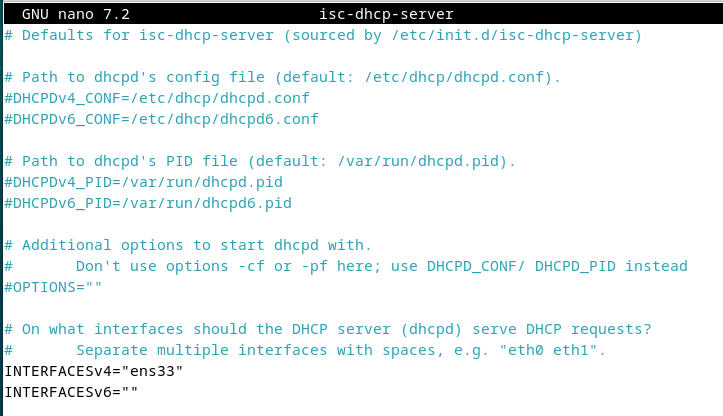 GNU nano 7.2                     isc-dhcp-server
# Defaults for isc-dhcp-server (sourced by /etc/init.d/isc-dhcp-server)

# Path to dhcpd's config file (default: /etc/dhcp/dhcpd.conf).
#DHCPDv4_CONF=/etc/dhcp/dhcpd.conf
#DHCPDv6_CONF=/etc/dhcp/dhcpd6.conf

# Path to dhcpd's PID file (default: /var/run/dhcpd.pid).
#DHCPDv4_PID=/var/run/dhcpd.pid
#DHCPDv6_PID=/var/run/dhcpd6.pid

# Additional options to start dhcpd with.
#       Don't use options -cf or -pf here; use DHCPD_CONF/ DHCPD_PID instead
#OPTIONS=""

# On what interfaces should the DHCP server (dhcpd) serve DHCP requests?
#       Separate multiple interfaces with spaces, e.g. "eth0 eth1".
INTERFACESv4="ens33"
INTERFACESv6=""